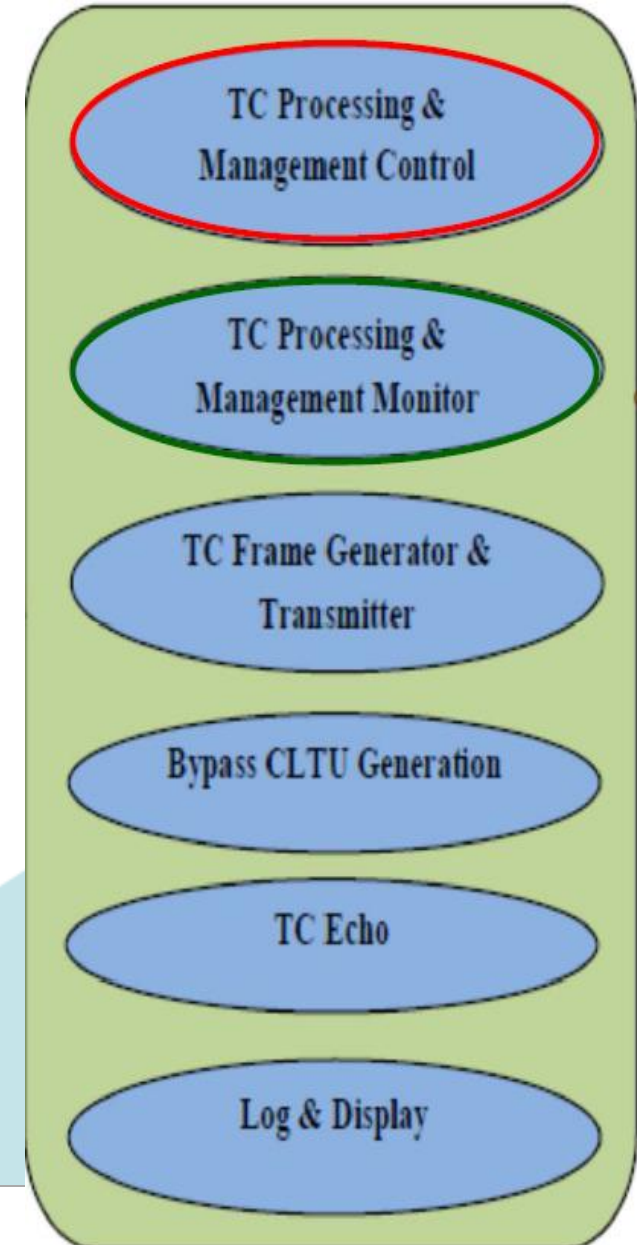 TC Processing &
Management Control
TC Processing &
Management Monitor
TC Frame Generator &
Transmitter
Bypass CLTU Generation
TC Echo
Log & Display